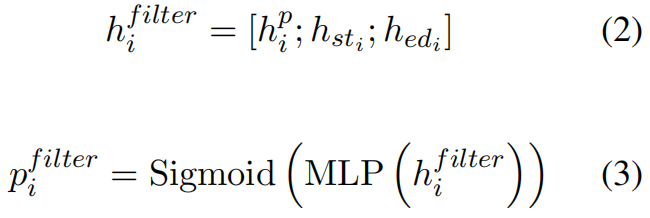 h_i^{filter} = [h_i^p; h_{st_i}; h_{ed_i}] (2)
p_i^{filter} = Sigmoid(MLP(h_i^{filter})) (3)